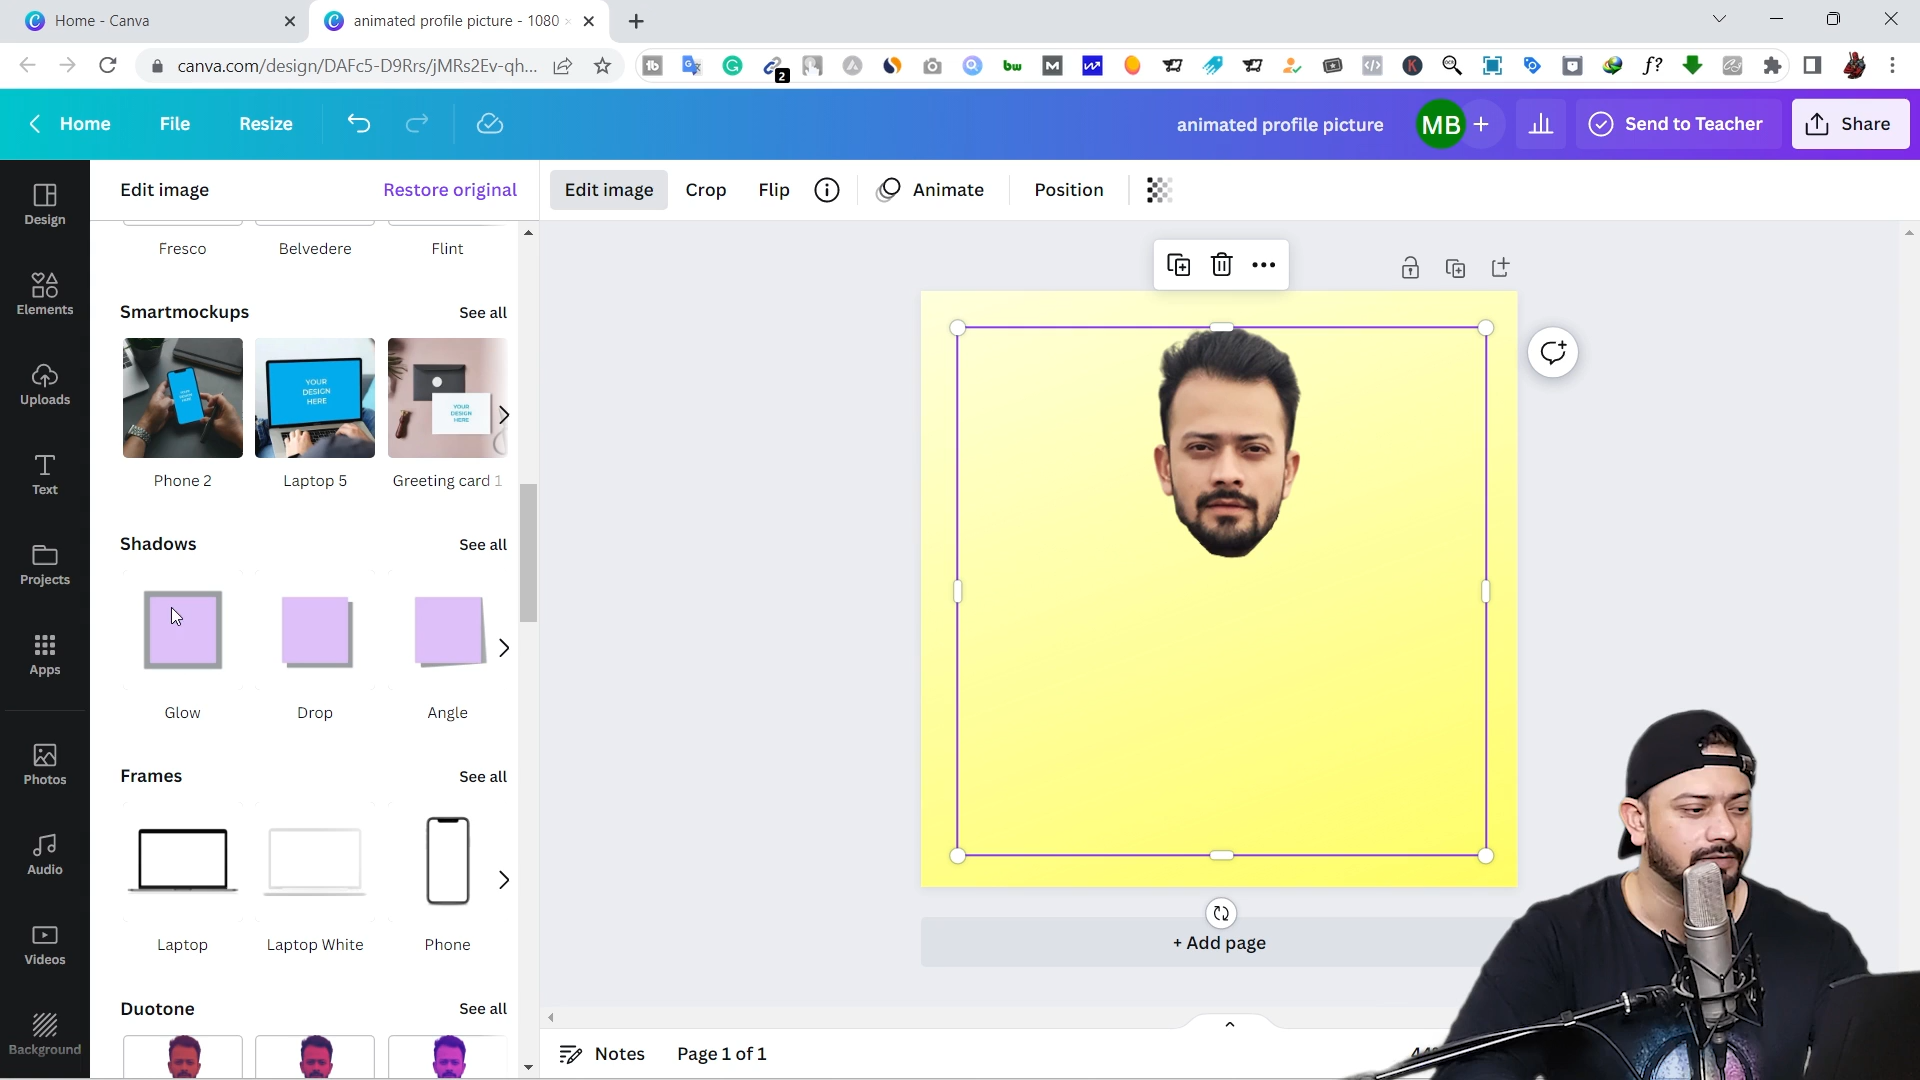 Home - Canva
animated profile picture - 1080
canva.com/design/DAFc5-D9Rrs/jMRs2Ev-qh...
2
Home
File
Resize
animated profile picture
MB
Send to Teacher
Share
Design
Elements
Uploads
Text
Projects
Apps
Photos
Audio
Videos
Background
Edit image
Restore original
Edit image
Crop
Flip
Animate
Position
Fresco
Belvedere
Flint
Smartmockups
See all
YOUR DESIGN HERE
YOUR DESIGN HERE
Phone 2
Laptop 5
Greeting card 1
Shadows
See all
Glow
Drop
Angle
Frames
See all
Laptop
Laptop White
Phone
Duotone
See all
+ Add page
Notes
Page 1 of 1